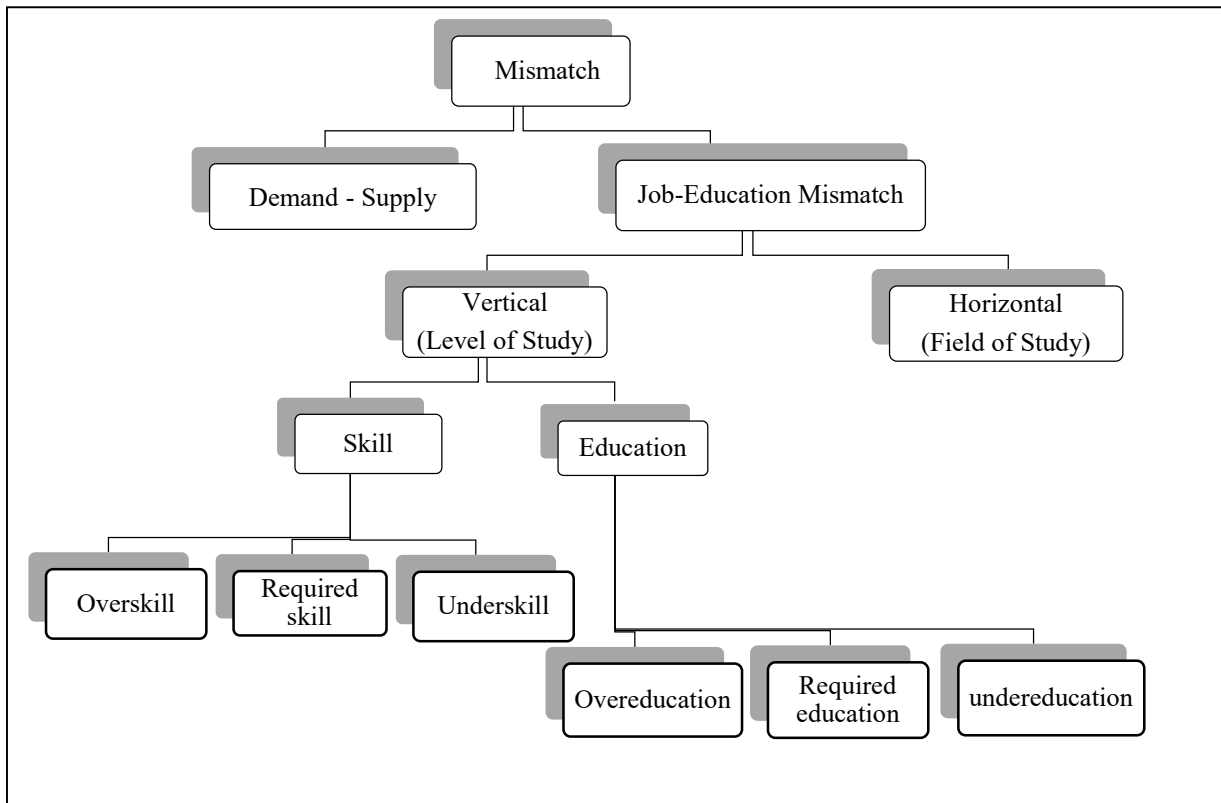 Mismatch
Demand - Supply
Job-Education Mismatch
Vertical
(Level of Study)
Horizontal
(Field of Study)
Skill
Education
Overskill
Required
skill
Underskill
Overeducation
Required
education
undereducation